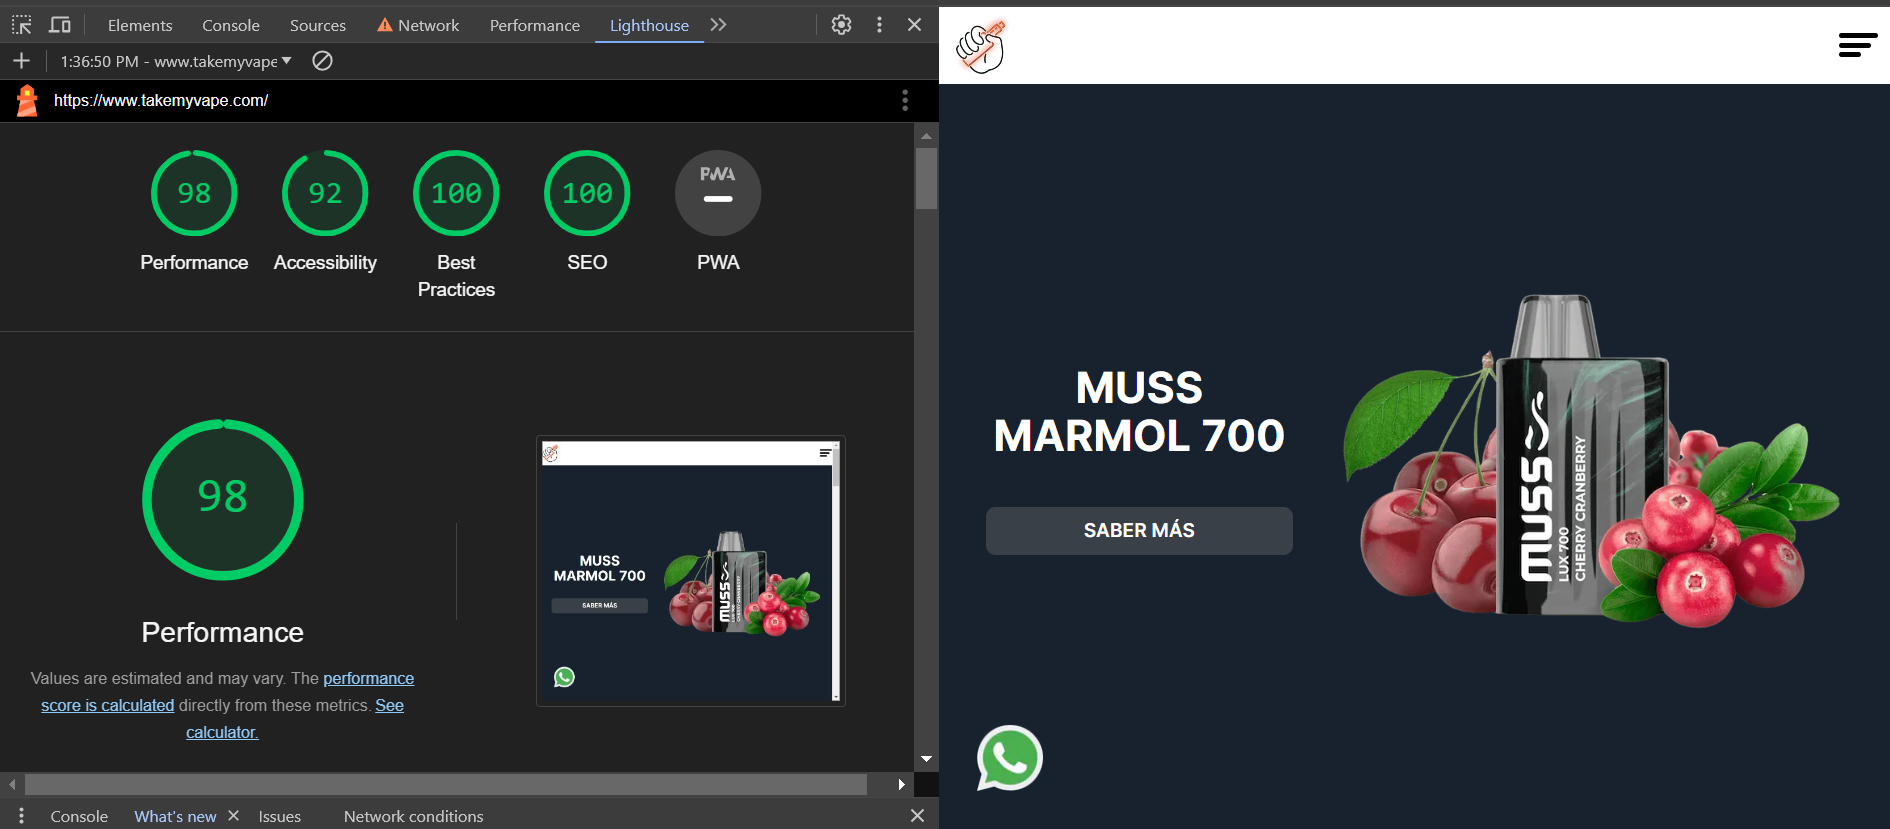 Elements Console Sources Network Performance Lighthouse
1:36:50 PM - www.takemyvape
https://www.takemyvape.com/
98 92 100 100 PWA
Performance Accessibility Best Practices SEO PWA
98
Performance
Values are estimated and may vary. The performance
score is calculated directly from these metrics. See
calculator.
MUSS
MARMOL 700
SABER MÁS
MUSS
Console What's new Issues Network conditions
MUSS
MARMOL 700
SABER MÁS
MUSS
LUX 700
CHERRY CRANBERRY